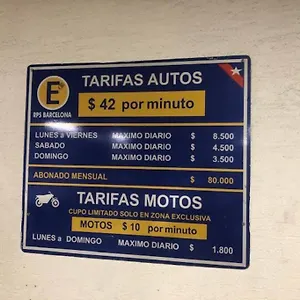 E
RPS BARCELONA
TARIFAS AUTOS
$ 42 por minuto
LUNES a VIERNES MAXIMO DIARIO $ 8.500
SABADO MAXIMO DIARIO $ 4.500
DOMINGO MAXIMO DIARIO $ 3.500
ABONADO MENSUAL $ 80.000
TARIFAS MOTOS
CUPO LIMITADO SOLO EN ZONA EXCLUSIVA
MOTOS $ 10 por minuto
LUNES a DOMINGO MAXIMO DIARIO $ 1.800